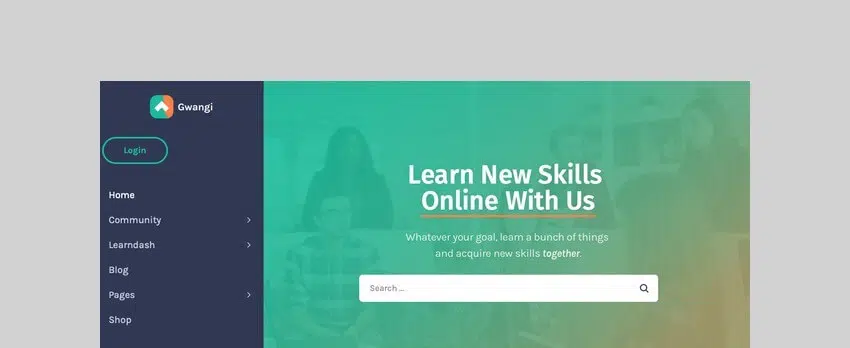 Gwangi
Login
Home
Community
Learndash
Blog
Pages
Shop
Learn New Skills
Online With Us
Whatever your goal, learn a bunch of things
and acquire new skills together.
Search ...